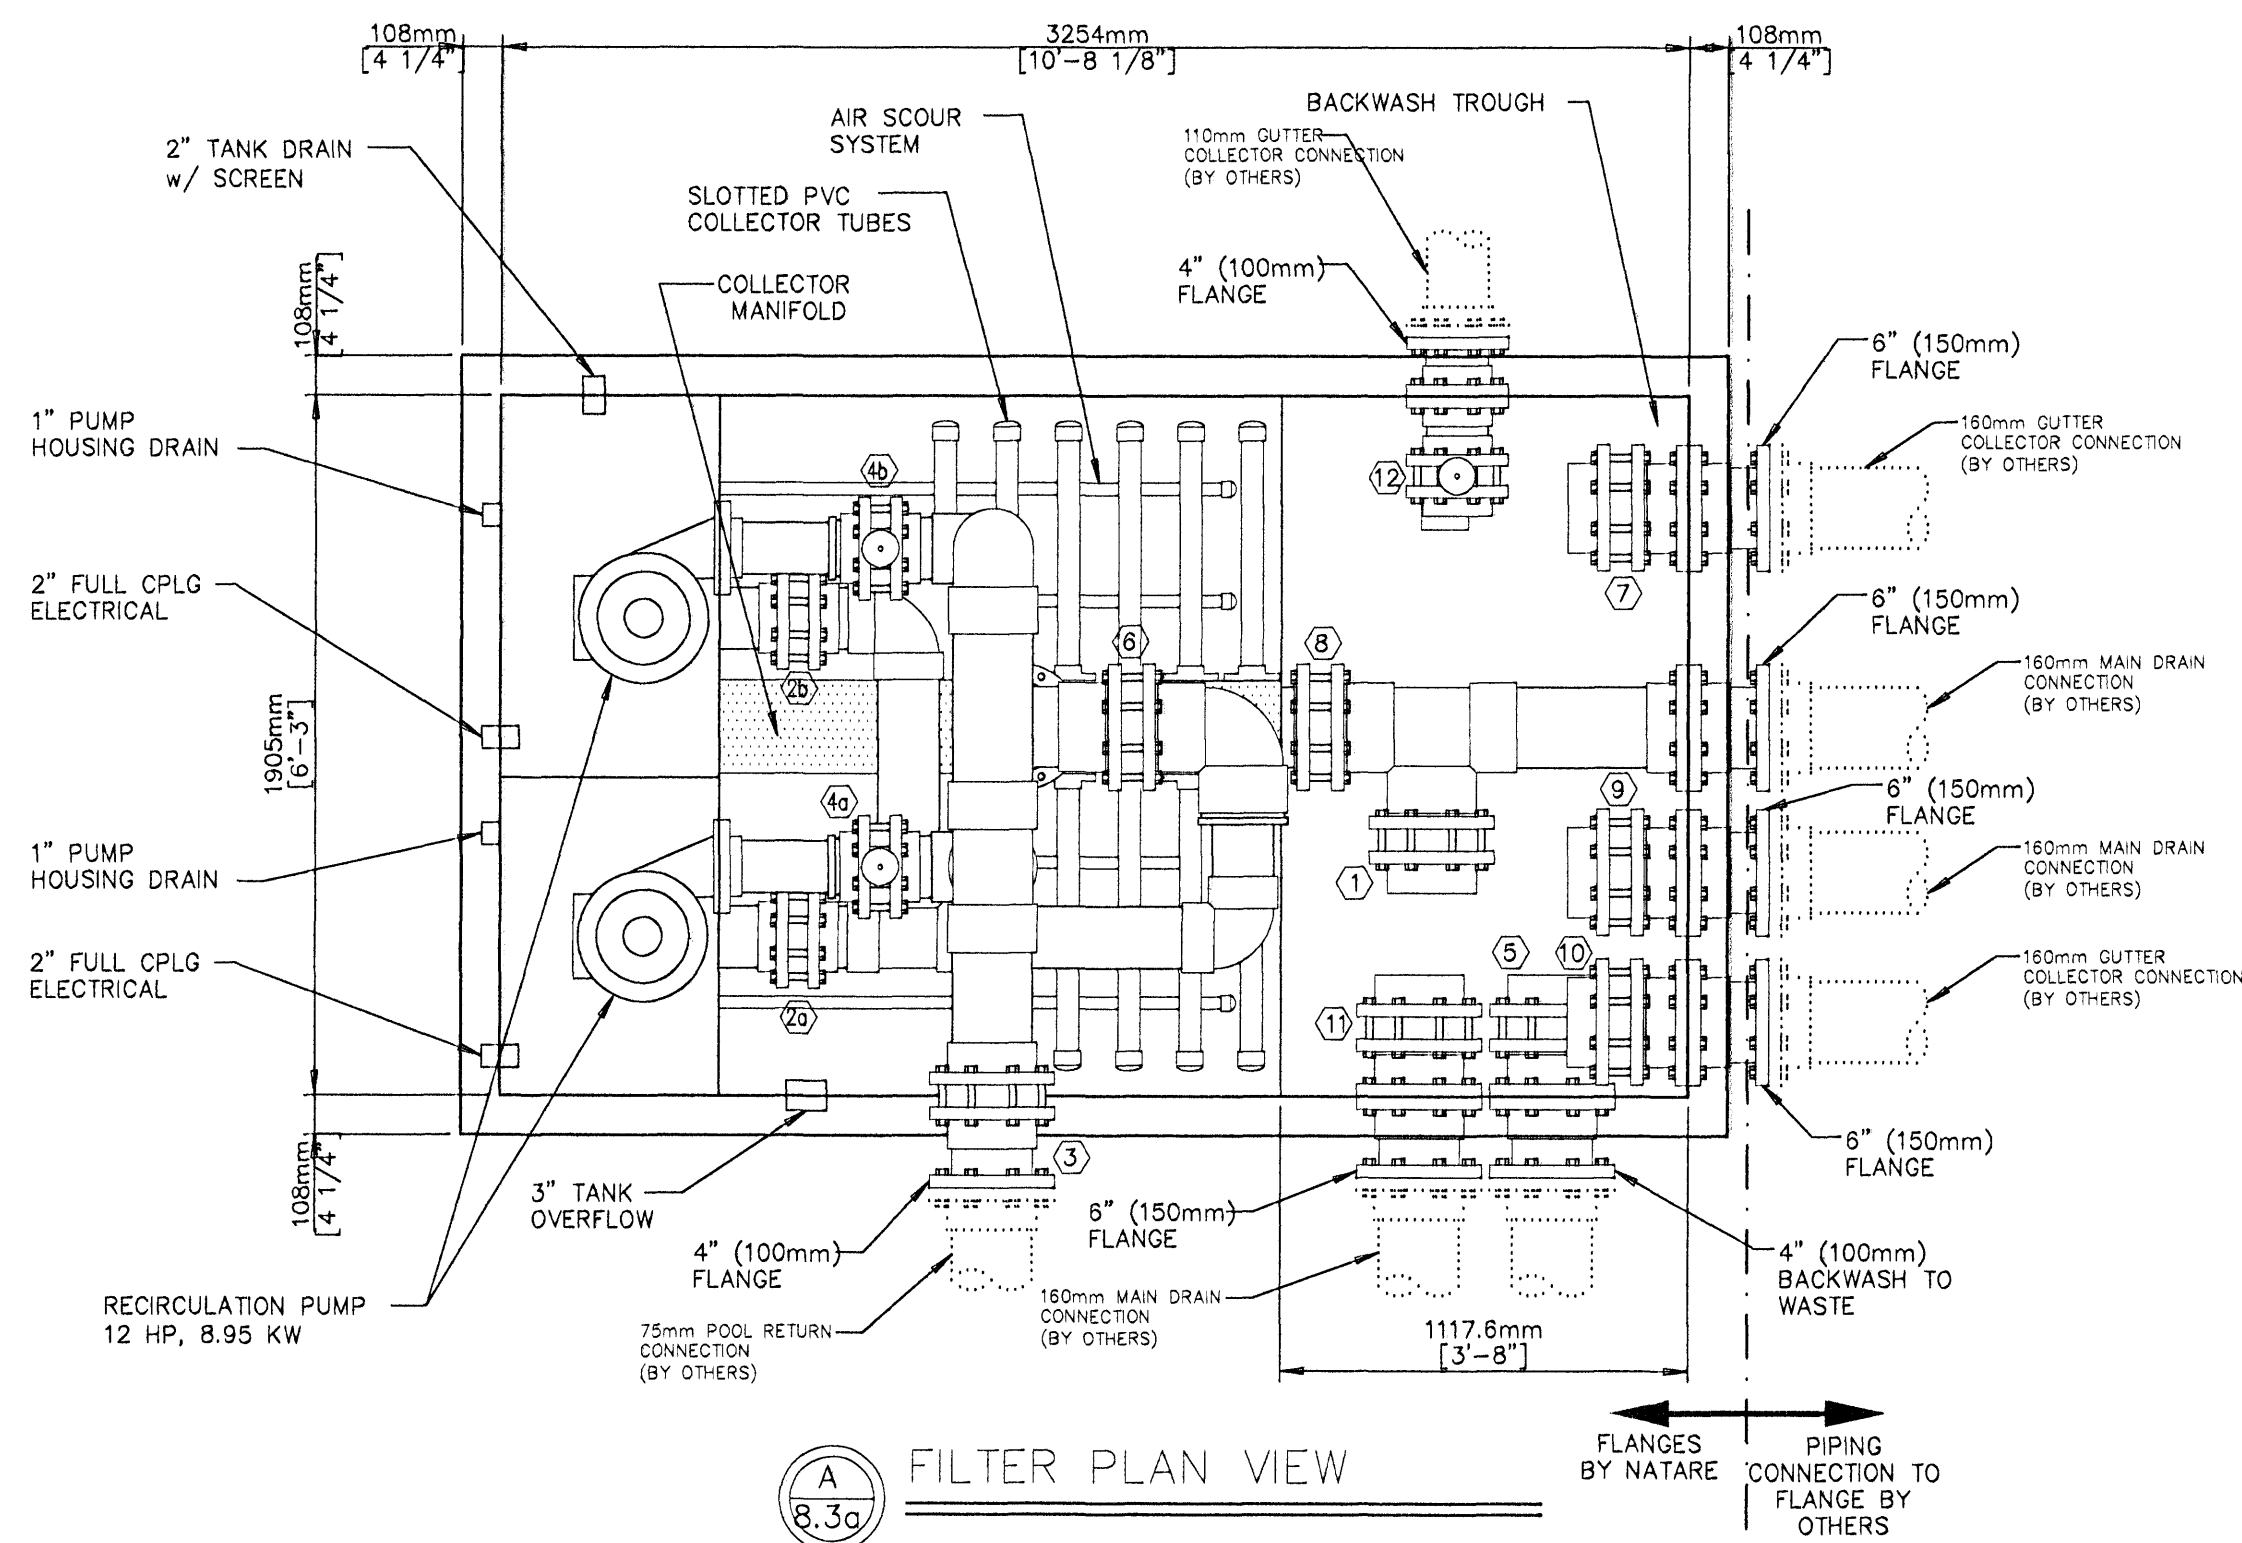 108mm
[4 1/4"]
3254mm
[10'-8 1/8"]
108mm
[4 1/4"]
2" TANK DRAIN
w/ SCREEN
AIR SCOUR
SYSTEM
BACKWASH TROUGH
110mm GUTTER
COLLECTOR CONNECTION
(BY OTHERS)
SLOTTED PVC
COLLECTOR TUBES
COLLECTOR
MANIFOLD
4" (100mm)
FLANGE
108mm
[4 1/4"]
6" (150mm)
FLANGE
1" PUMP
HOUSING DRAIN
160mm GUTTER
COLLECTOR CONNECTION
(BY OTHERS)
4b
12
7
2" FULL CPLG
ELECTRICAL
6" (150mm)
FLANGE
6
8
2b
160mm MAIN DRAIN
CONNECTION
(BY OTHERS)
1905mm
[6'-3"]
4a
9
6" (150mm)
FLANGE
1" PUMP
HOUSING DRAIN
1
160mm MAIN DRAIN
CONNECTION
(BY OTHERS)
2" FULL CPLG
ELECTRICAL
5
10
160mm GUTTER
COLLECTOR CONNECTION
(BY OTHERS)
2a
11
108mm
[4 1/4"]
3
6" (150mm)
FLANGE
3" TANK
OVERFLOW
6" (150mm)
FLANGE
4" (100mm)
FLANGE
4" (100mm)
BACKWASH TO
WASTE
RECIRCULATION PUMP
12 HP, 8.95 KW
160mm MAIN DRAIN
CONNECTION
(BY OTHERS)
75mm POOL RETURN
CONNECTION
(BY OTHERS)
1117.6mm
[3'-8"]
FLANGES
BY NATARE
PIPING
CONNECTION TO
FLANGE BY
OTHERS
A
8.3a
FILTER PLAN VIEW